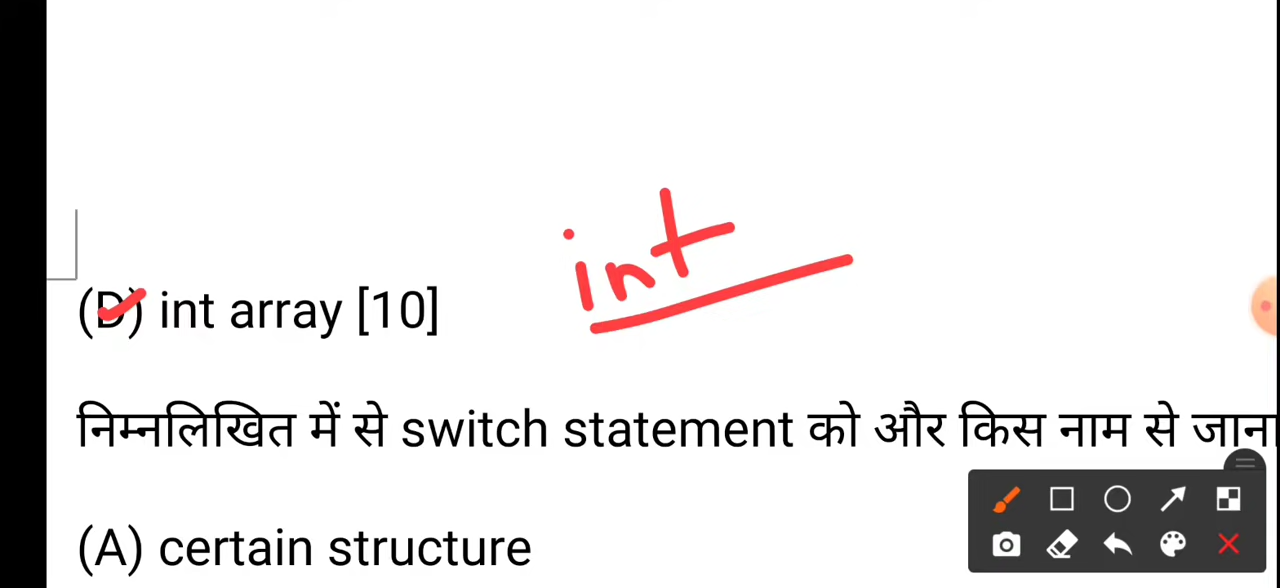 int
(D) int array [10]
निम्नलिखित में से switch statement को और किस नाम से जाना
(A) certain structure